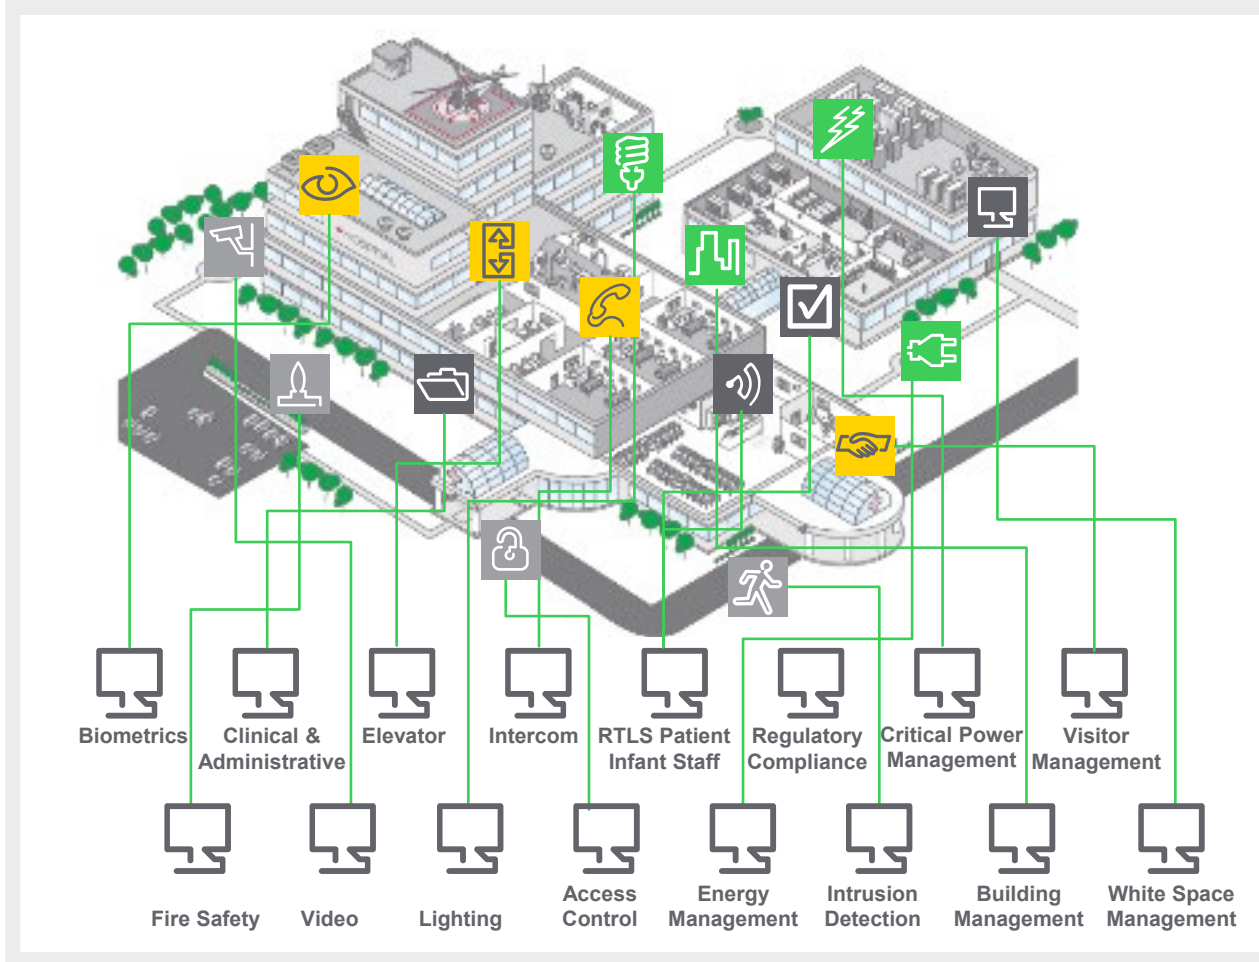 Biometrics
Clinical &
Administrative
Elevator
Intercom
RTLS Patient
Infant Staff
Regulatory
Compliance
Critical Power
Management
Visitor
Management
Fire Safety
Video
Lighting
Access
Control
Energy
Management
Intrusion
Detection
Building
Management
White Space
Management